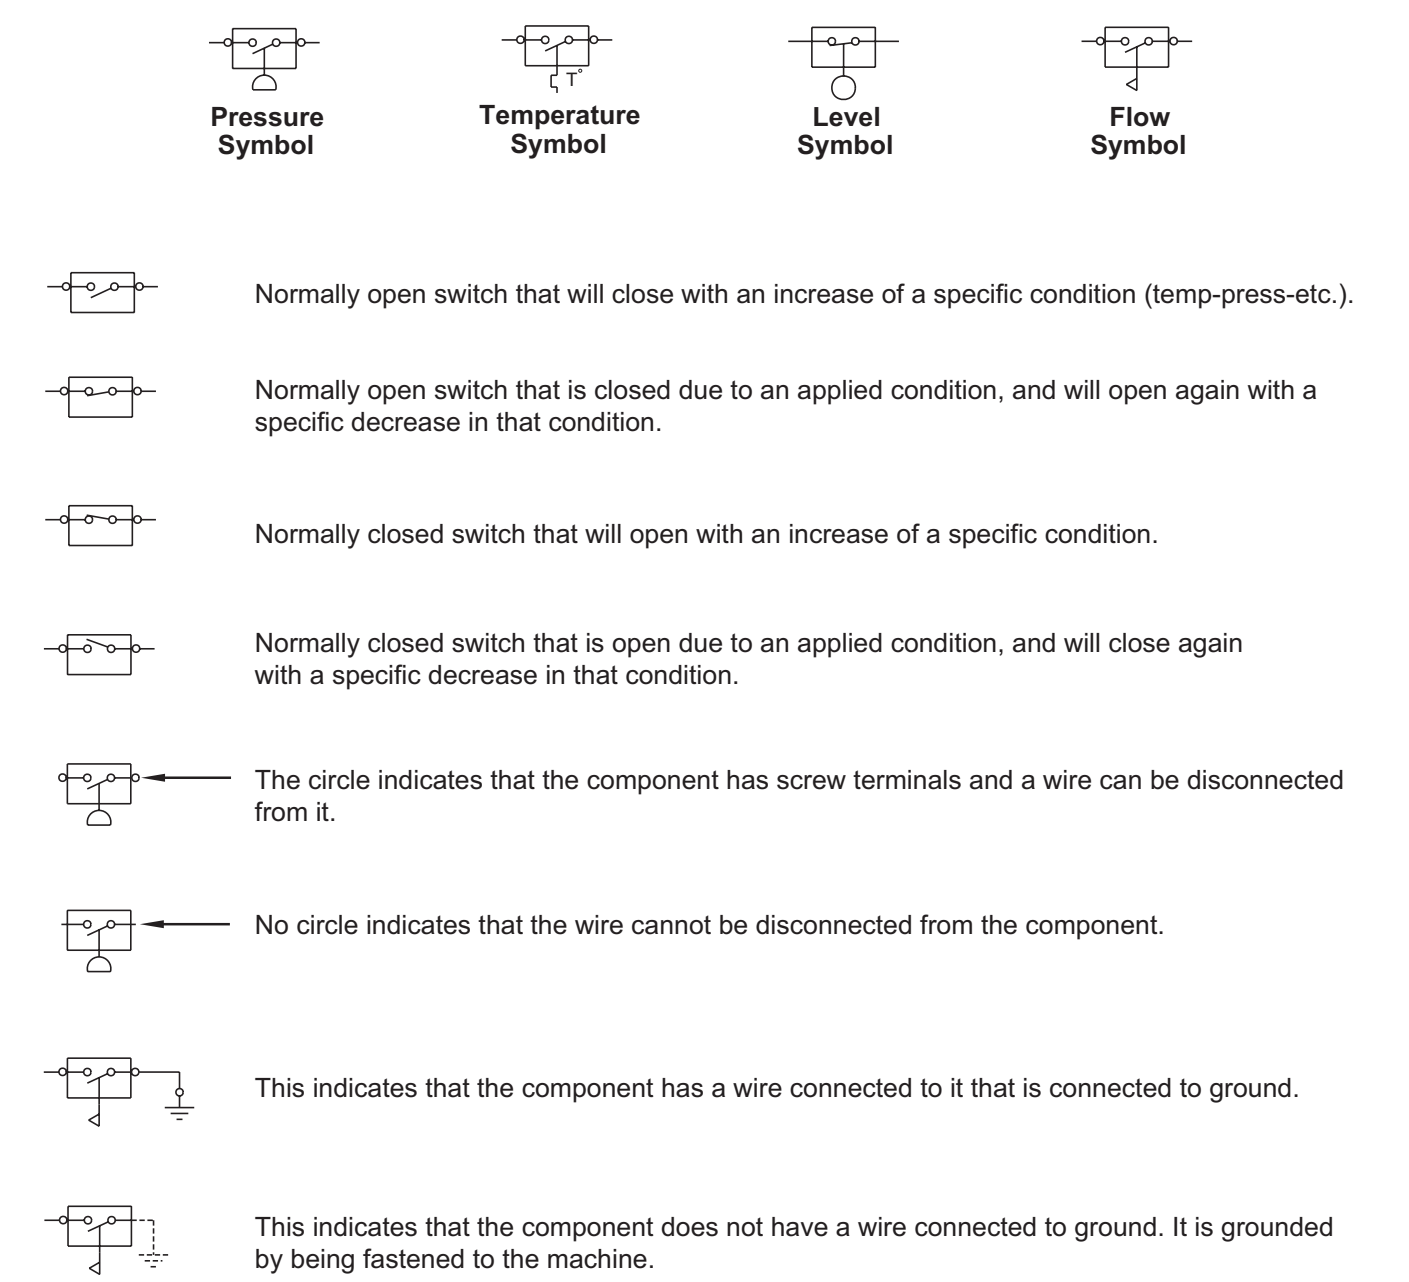 T°
Pressure
Symbol
Temperature
Symbol
Level
Symbol
Flow
Symbol
Normally open switch that will close with an increase of a specific condition (temp-press-etc.).
Normally open switch that is closed due to an applied condition, and will open again with a
specific decrease in that condition.
Normally closed switch that will open with an increase of a specific condition.
Normally closed switch that is open due to an applied condition, and will close again
with a specific decrease in that condition.
The circle indicates that the component has screw terminals and a wire can be disconnected
from it.
No circle indicates that the wire cannot be disconnected from the component.
This indicates that the component has a wire connected to it that is connected to ground.
This indicates that the component does not have a wire connected to ground. It is grounded
by being fastened to the machine.